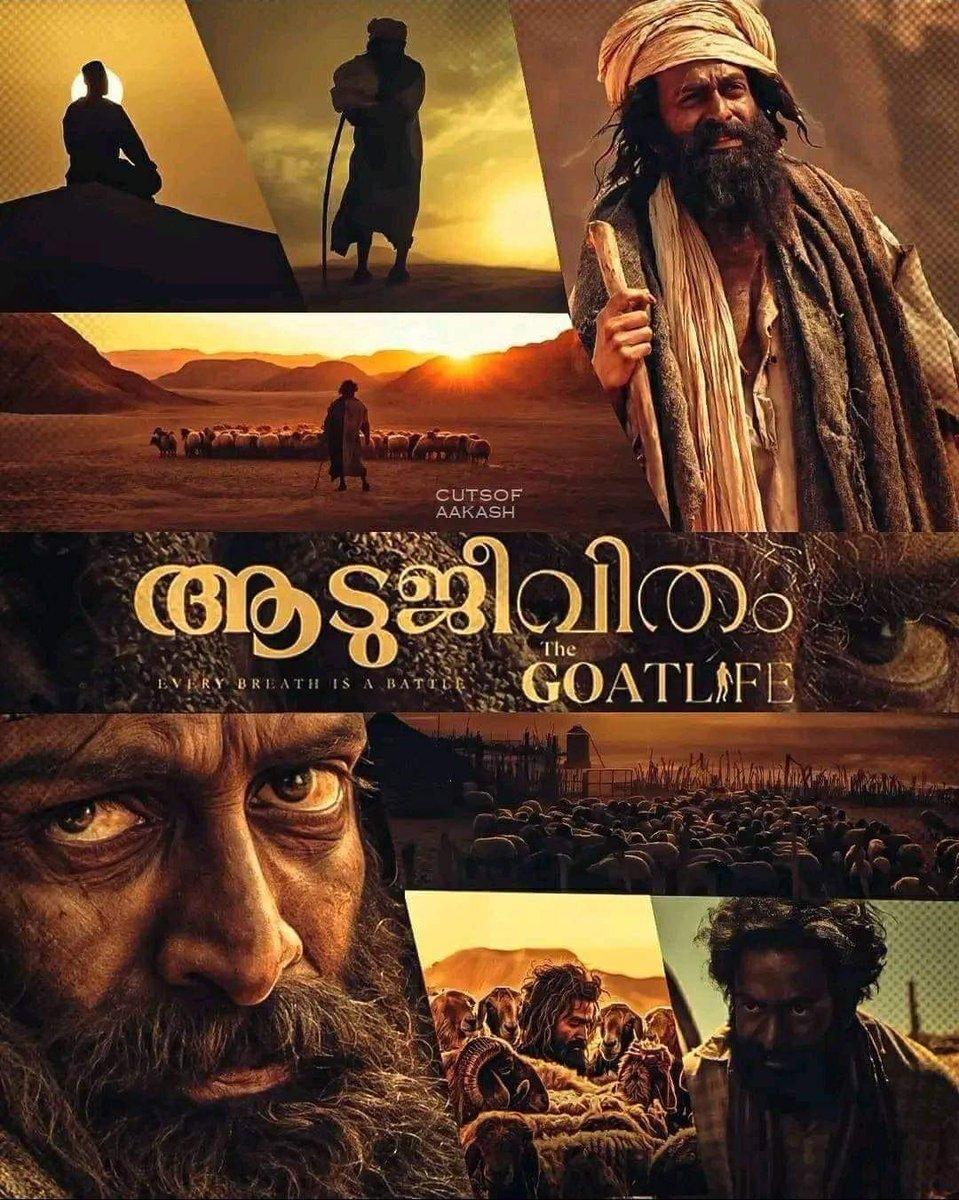 CUTSOF
AAKASH
ആടുജീവിതം
The
GOATLIFE
EVERY BREATH IS A BATTLE